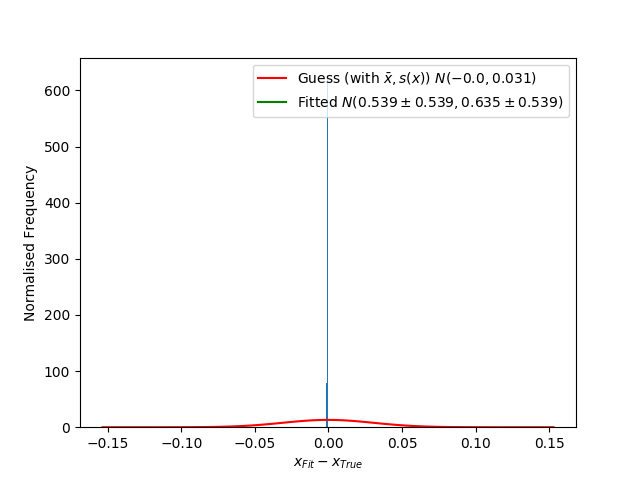 Guess (with x̄, s(x)) N(−0.0, 0.031)
Fitted N(0.539 ± 0.539, 0.635 ± 0.539)
600
500
400
300
200
100
0
Normalised Frequency
−0.15 −0.10 −0.05 0.00 0.05 0.10 0.15
x_Fit − x_True